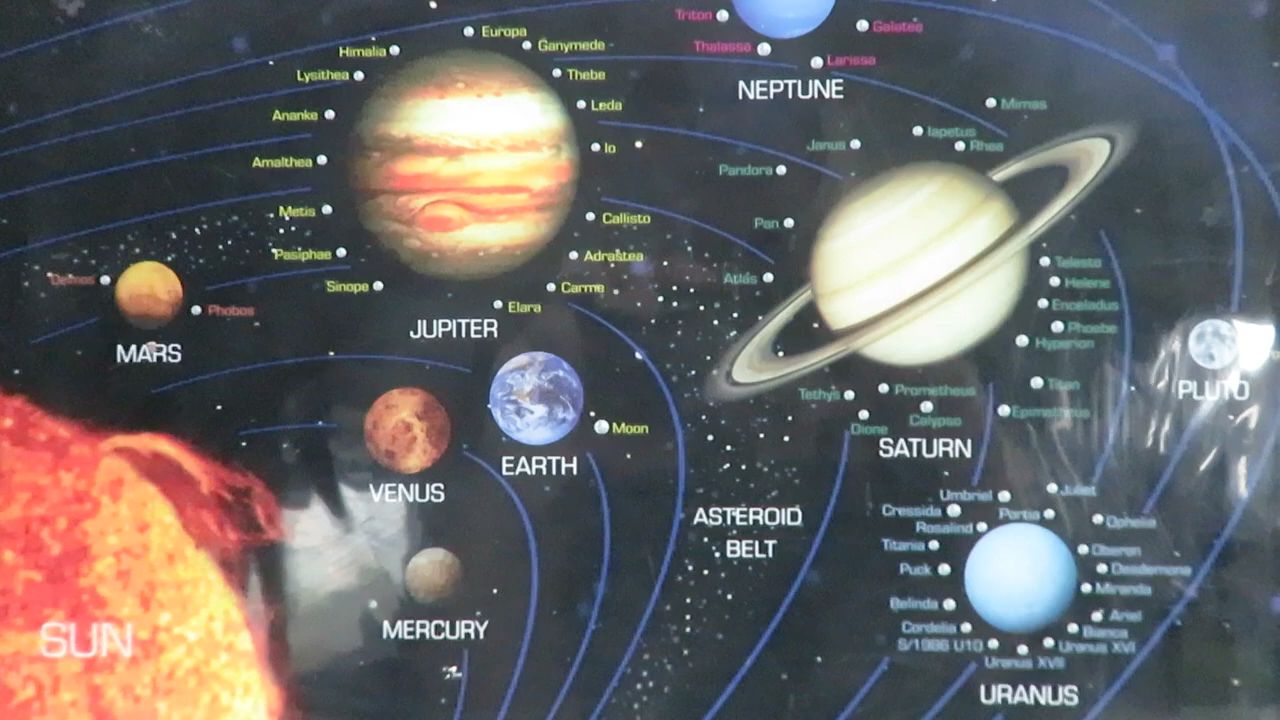 Triton
Galatea
Thalassa
Larissa
NEPTUNE
Europa
Ganymede
Himalia
Lysithea
Thebe
Ananke
Leda
Amalthea
Io
Metis
Callisto
Pasiphae
Adrastea
Sinope
Carme
Elara
JUPITER
Mimas
Iapetus
Janus
Rhea
Pandora
Pan
Atlas
Telesto
Helene
Enceladus
Phoebe
Hyperion
Titan
Tethys
Prometheus
Calypso
Epimetheus
Dione
SATURN
Deimos
Phobos
MARS
PLUTO
Moon
EARTH
VENUS
ASTEROID
BELT
MERCURY
SUN
Umbriel
Juliet
Cressida
Portia
Ophelia
Rosalind
Titania
Oberon
Puck
Desdemona
Miranda
Belinda
Ariel
Cordelia
Bianca
S/1986 U10
Uranus XVI
Uranus XVII
URANUS